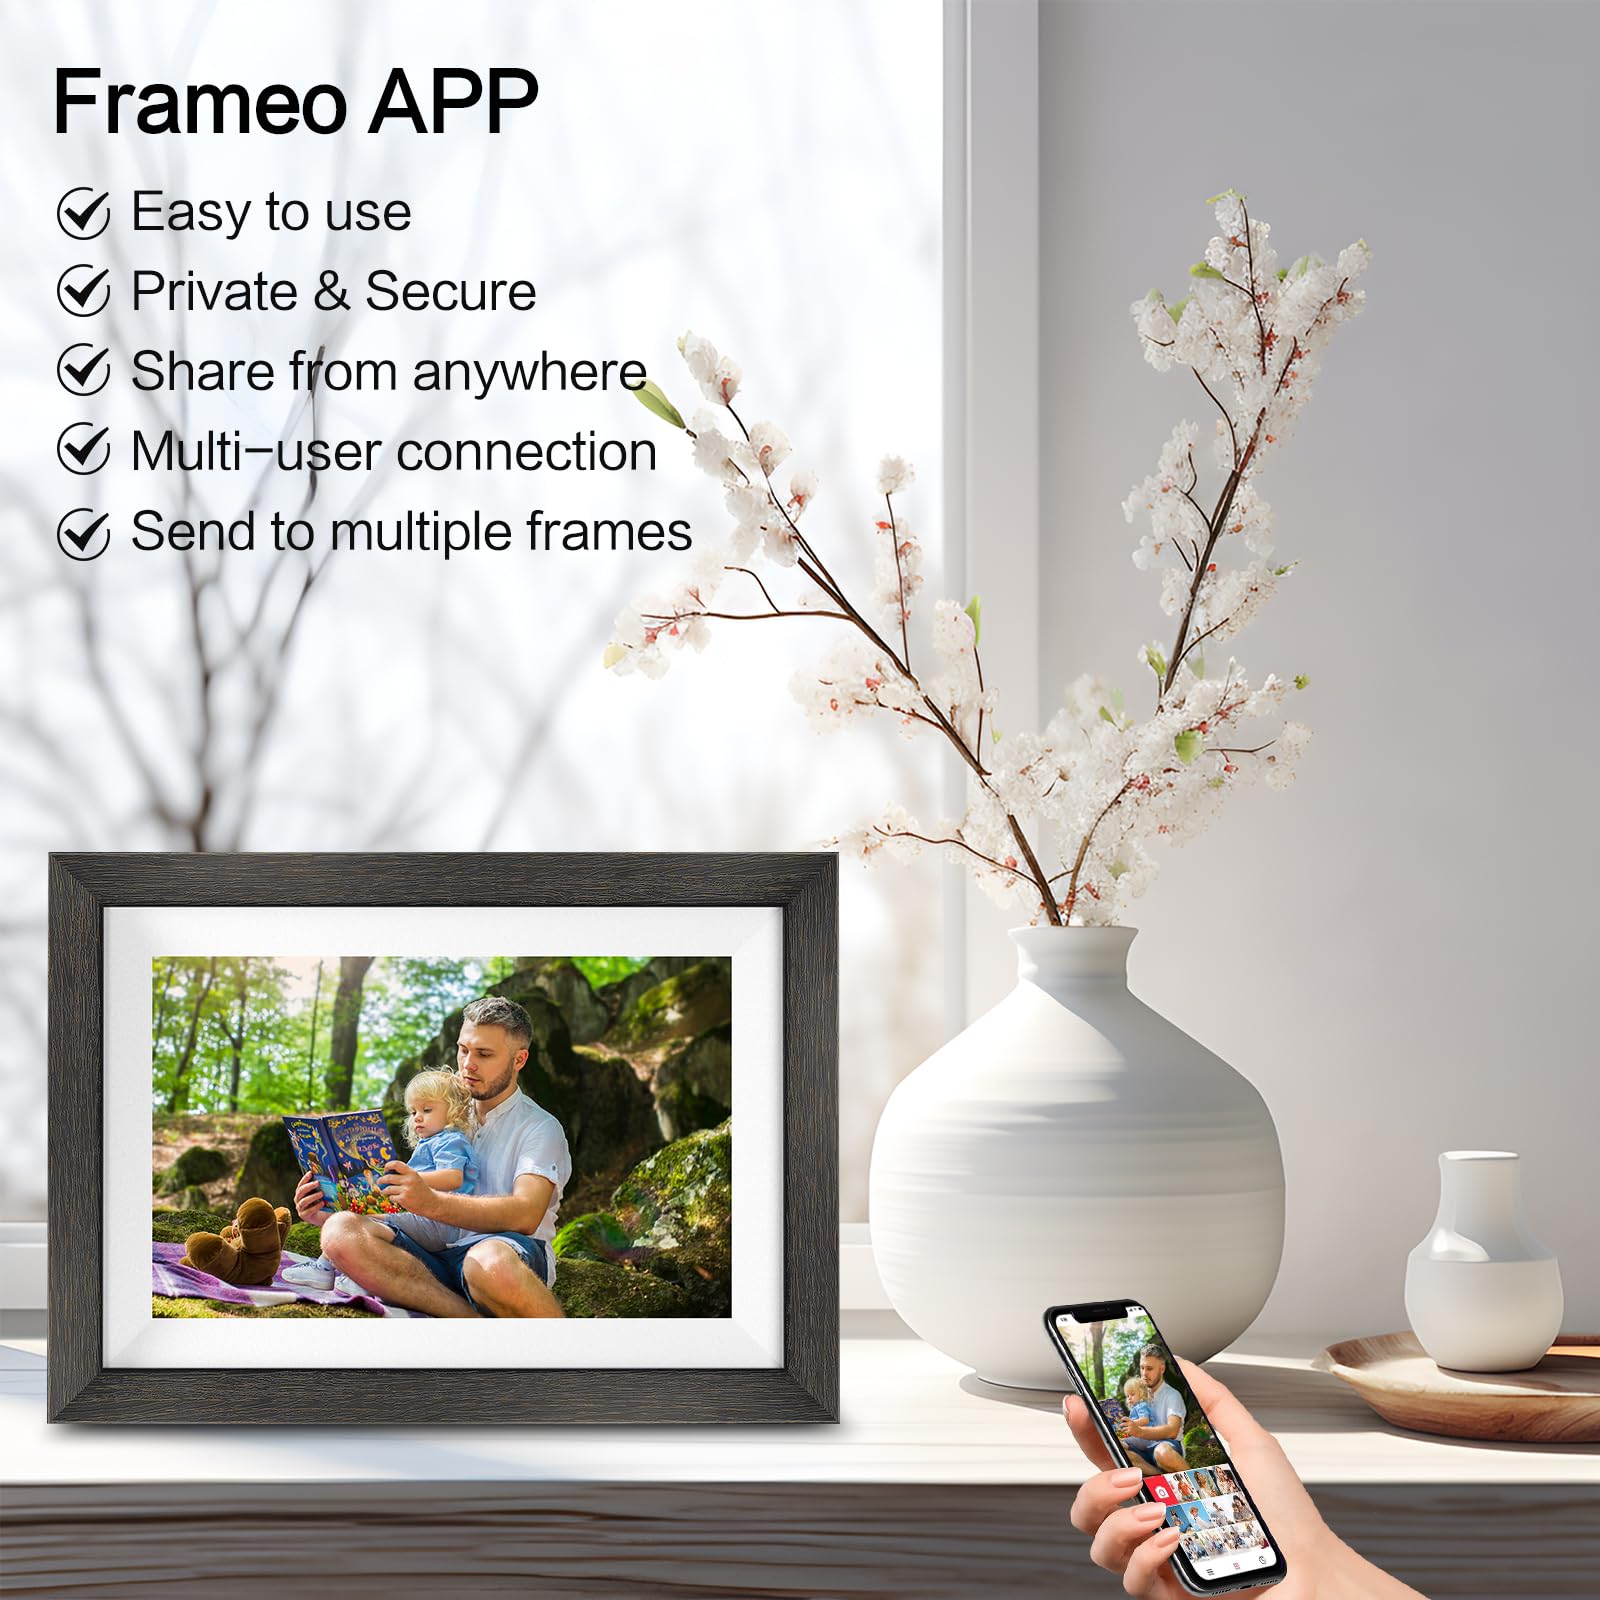 Frameo APP
Easy to use
Private & Secure
Share from anywhere
Multi-user connection
Send to multiple frames